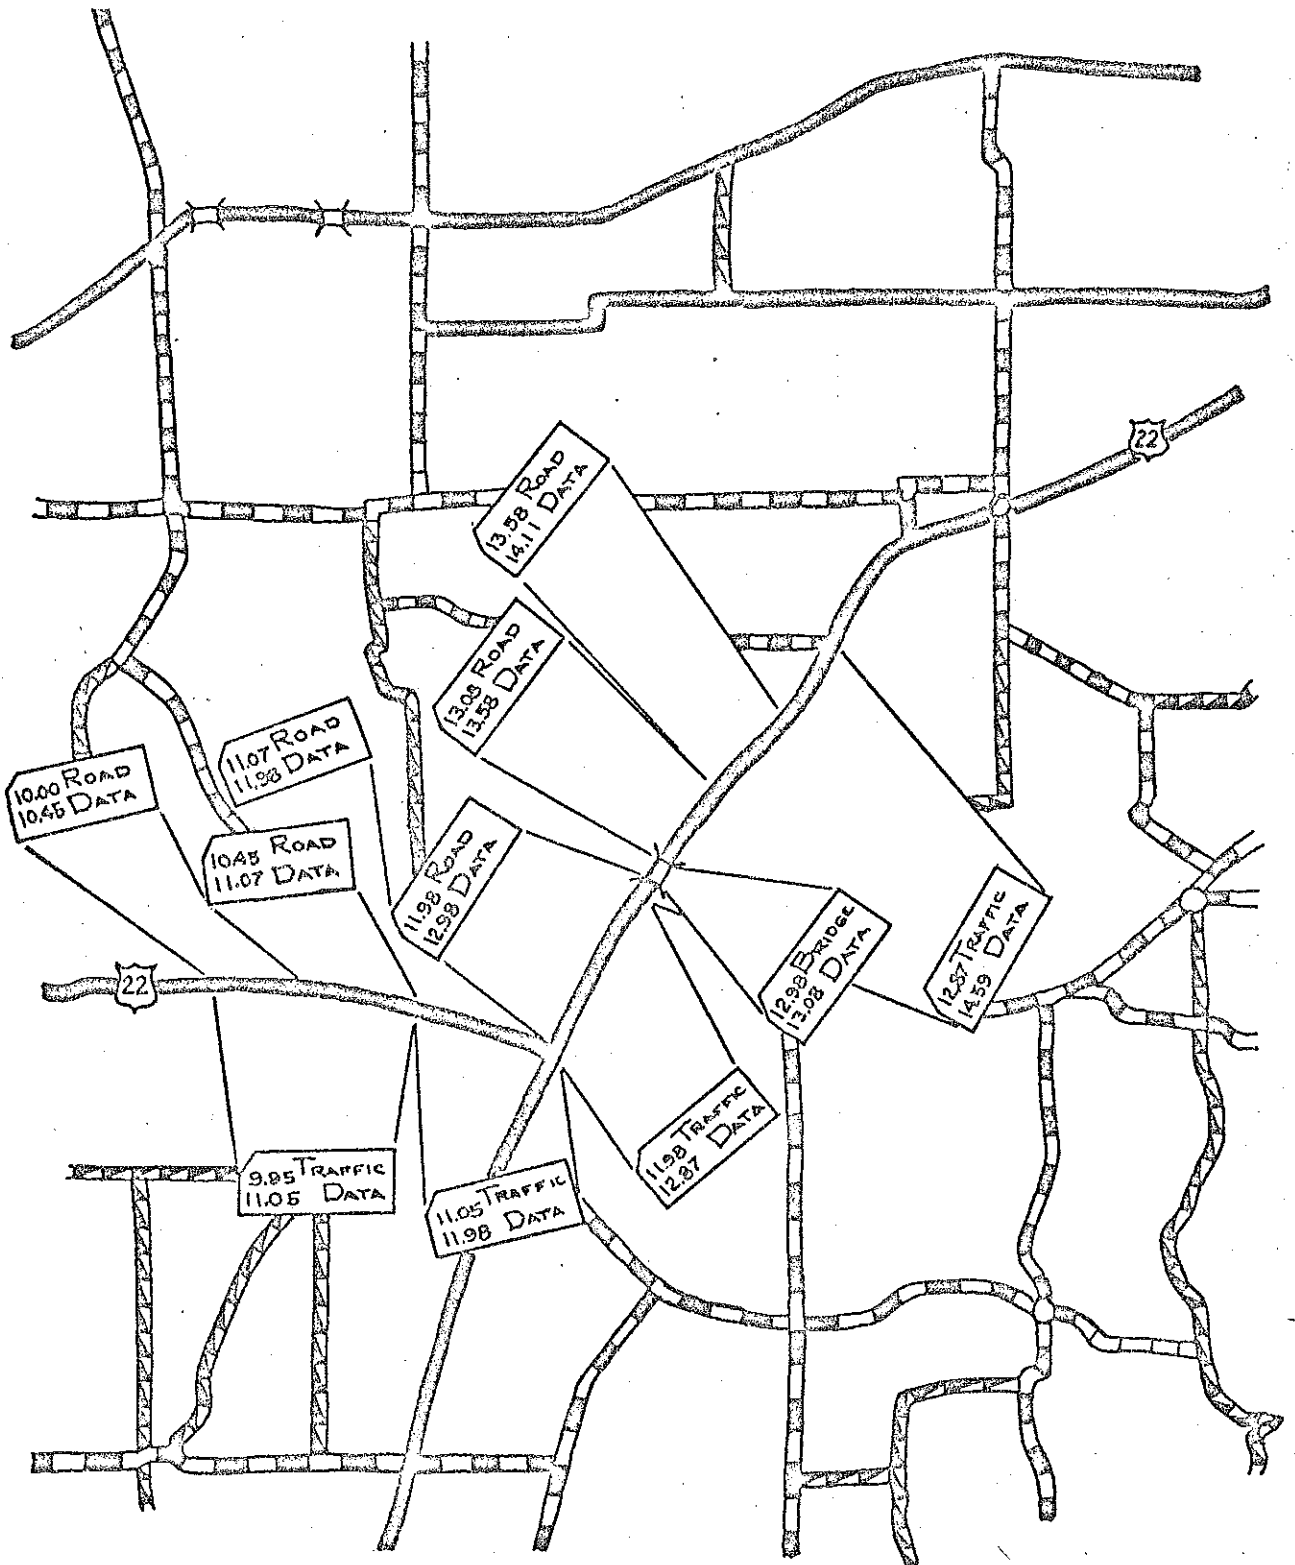 22
13.58 ROAD
14.11 DATA
13.08 ROAD
13.58 DATA
11.07 ROAD
11.98 DATA
10.00 ROAD
10.45 DATA
10.45 ROAD
11.07 DATA
11.98 ROAD
12.98 DATA
12.98 BRIDGE
13.08 DATA
12.87 TRAFFIC
14.59 DATA
22
11.98 TRAFFIC
12.87 DATA
9.95 TRAFFIC
11.05 DATA
11.05 TRAFFIC
11.98 DATA